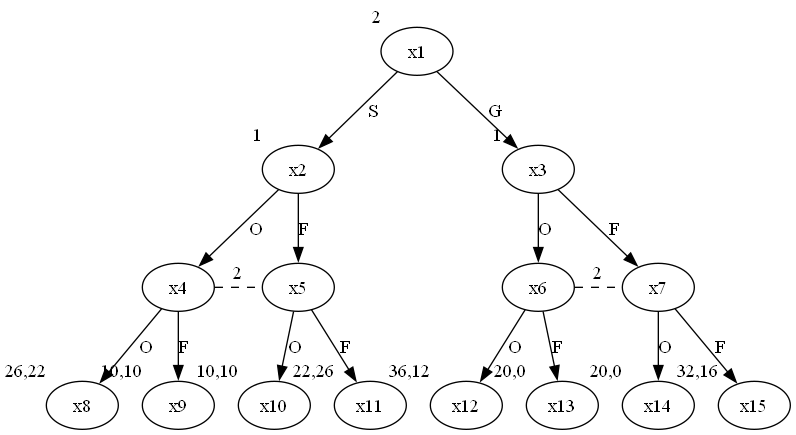 2
x1
S
G
1
1
x2
x3
O
F
O
F
x4
2
x5
x6
2
x7
O
F
O
F
O
F
O
F
26,22
10,10
10,10
22,26
36,12
20,0
20,0
32,16
x8
x9
x10
x11
x12
x13
x14
x15